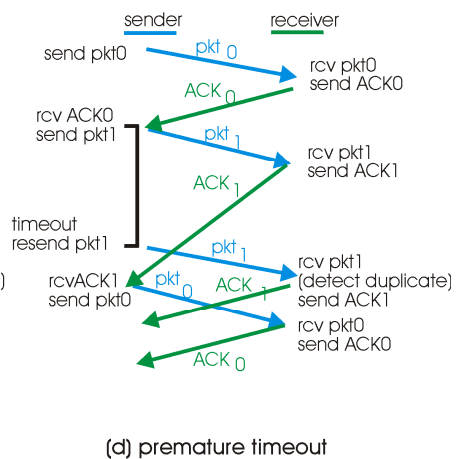 sender
receiver
send pkt0
pkt 0
rcv pkt0
send ACK0
ACK 0
rcv ACK0
send pkt1
pkt 1
rcv pkt1
send ACK1
ACK 1
timeout
resend pkt1
pkt 1
rcv pkt1
(detect duplicate)
send ACK1
)
rcvACK1
send pkt0
pkt 0
ACK 1
rcv pkt0
send ACK0
ACK 0
(d) premature timeout